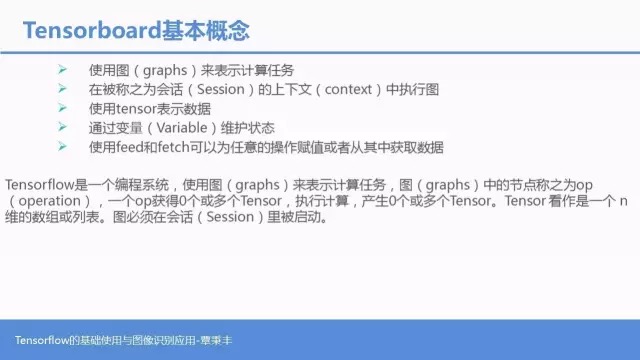 Tensorboard基本概念
使用图（graphs）来表示计算任务
在被称之为会话（Session）的上下文（context）中执行图
使用tensor表示数据
通过变量（Variable）维护状态
使用feed和fetch可以为任意的操作赋值或者从其中获取数据
Tensorflow是一个编程系统，使用图（graphs）来表示计算任务，图（graphs）中的节点称之为op
（operation），一个op获得0个或多个Tensor，执行计算，产生0个或多个Tensor。Tensor 看作是一个 n
维的数组或列表。图必须在会话（Session）里被启动。
Tensorflow的基础使用与图像识别应用-覃秉丰